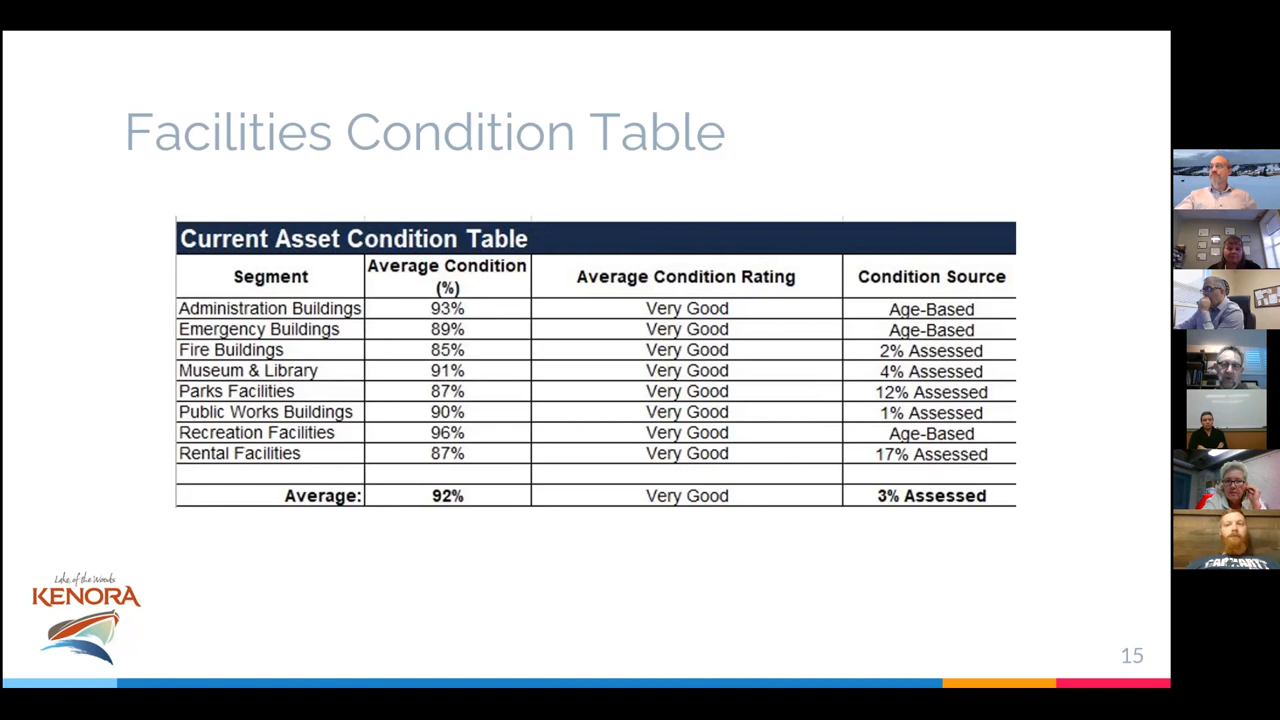 Facilities Condition Table
Current Asset Condition Table
Segment Average Condition (%) Average Condition Rating Condition Source
Administration Buildings 93% Very Good Age-Based
Emergency Buildings 89% Very Good Age-Based
Fire Buildings 85% Very Good 2% Assessed
Museum & Library 91% Very Good 4% Assessed
Parks Facilities 87% Very Good 12% Assessed
Public Works Buildings 90% Very Good 1% Assessed
Recreation Facilities 96% Very Good Age-Based
Rental Facilities 87% Very Good 17% Assessed
Average: 92% Very Good 3% Assessed
Lake of the Woods
KENORA
15
CARHARTT